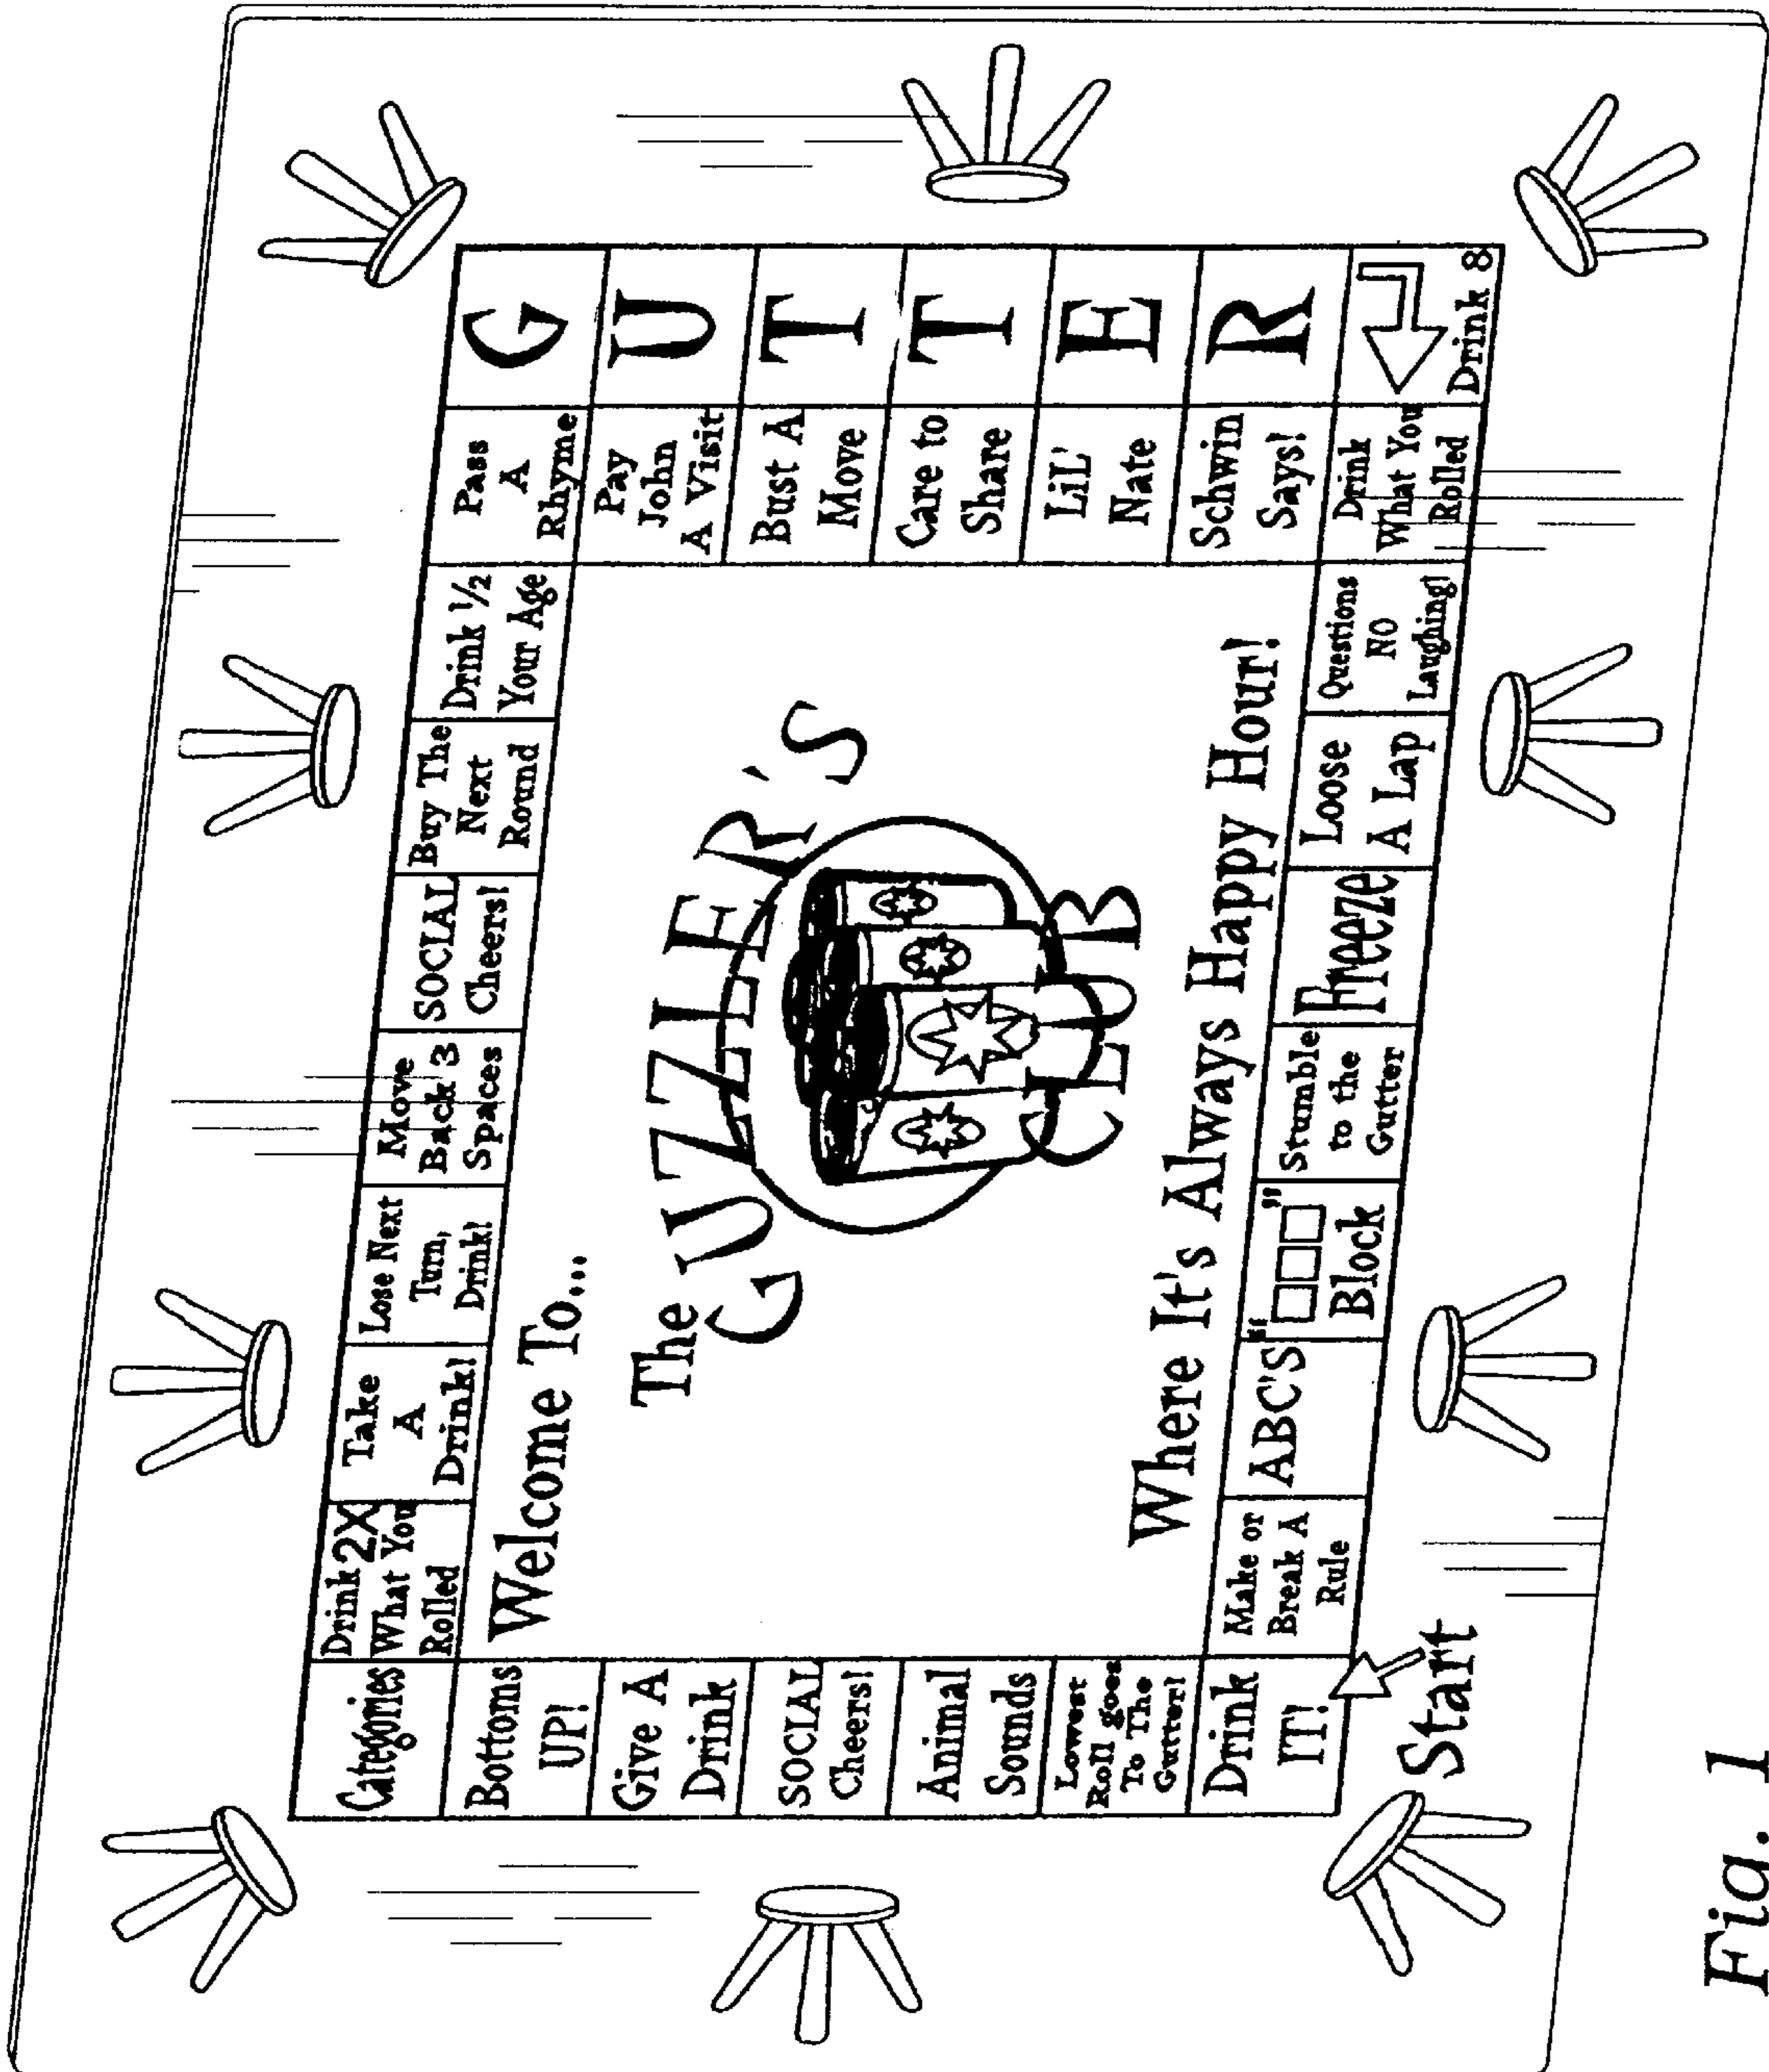 Categories
Drink 2X
What You
Rolled
Take
A
Drink!
Lose Next
Turn,
Drink!
Move
Back 3
Spaces
SOCIAL
Cheers!
Buy The
Next
Round
Drink 1/2
Your Age
Pass
A
Rhyme
G
Bottoms
UP!
Give A
Drink
SOCIAL
Cheers!
Animal
Sounds
Lowest
Roll goes
To The
Gutter!
Welcome To...
The
GUZZLER'S
CLUB
Where It's Always Happy Hour!
Pay
John
A Visit
U
Bust A
Move
T
Care to
Share
T
LiL'
Nate
E
Schwin
Says!
R
Drink
IT!
Make or
Break A
Rule
ABC'S
"□□□"
Block
Stumble
to the
Gutter
Freeze
Loose
A Lap
Questions
NO
Laughing!
Drink
What You
Rolled
Drink 8
Start
Fig. 1